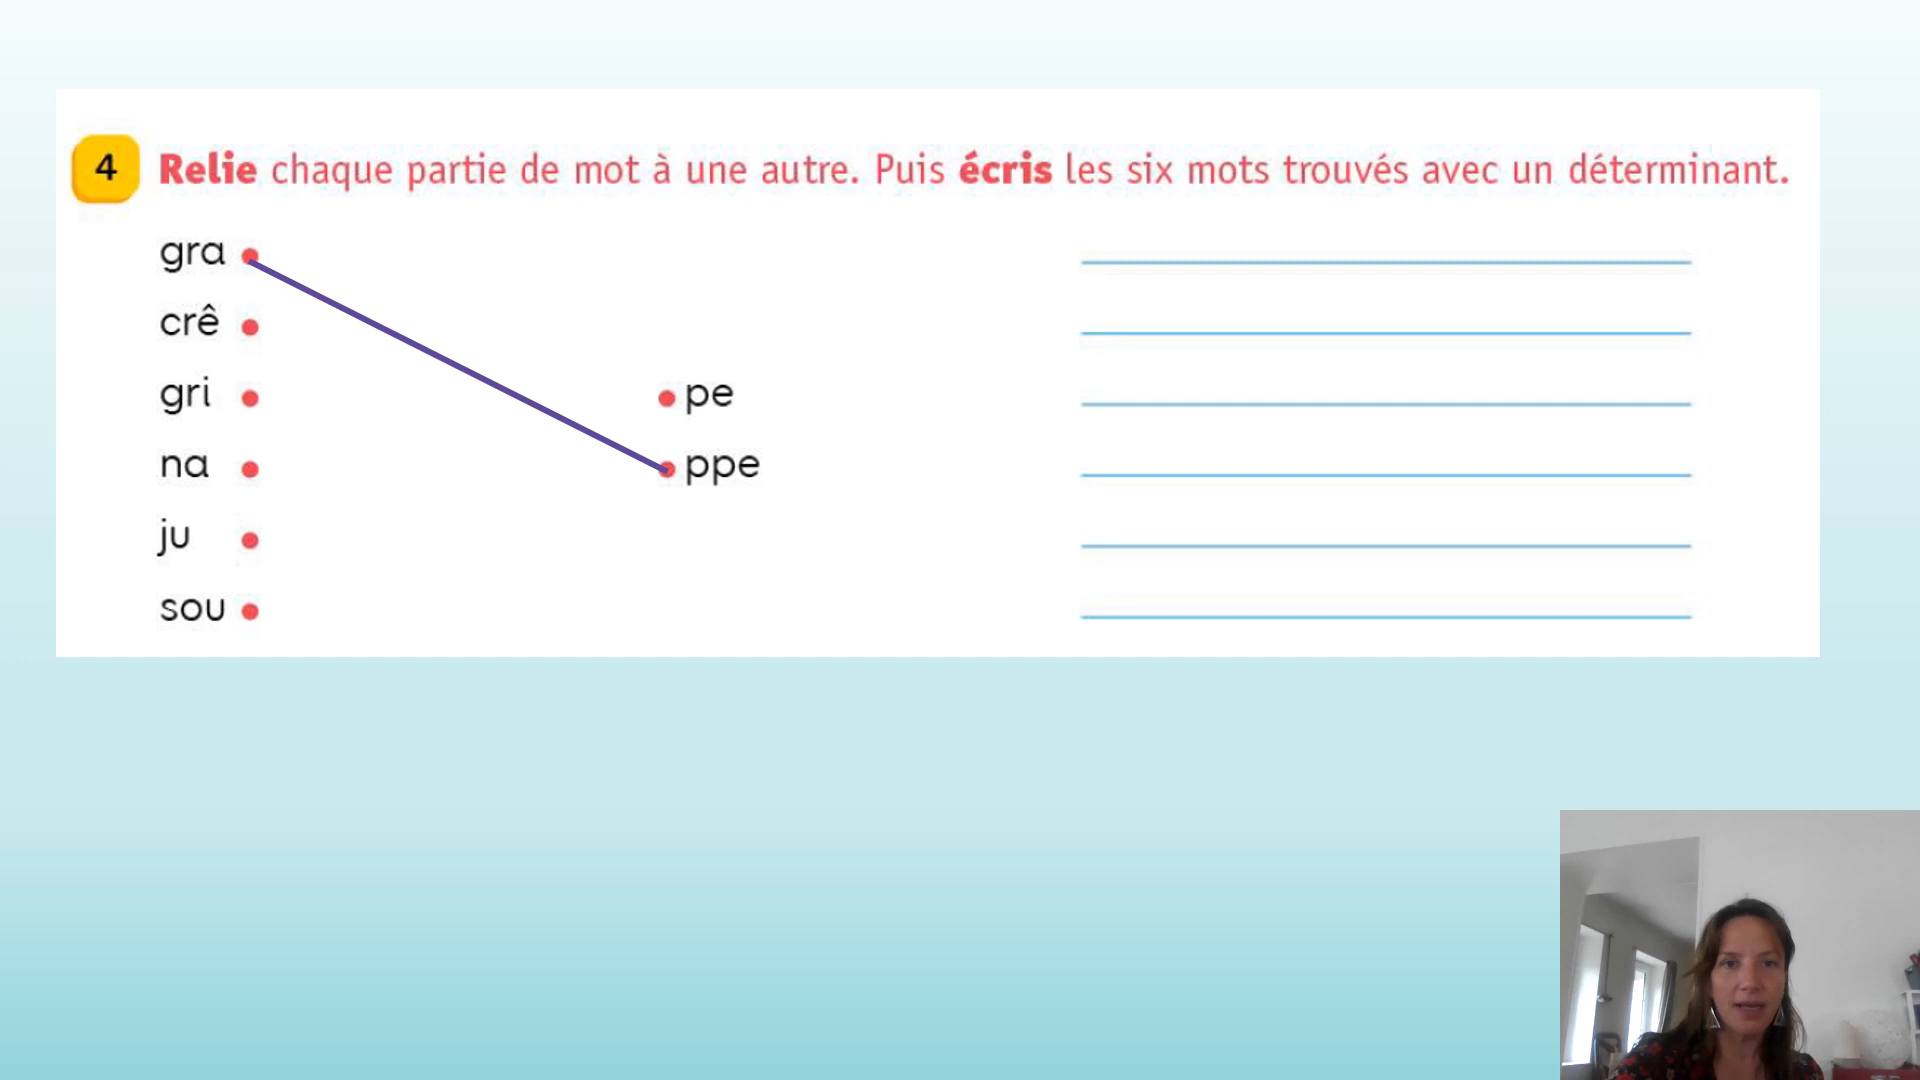 4 Relie chaque partie de mot à une autre. Puis écris les six mots trouvés avec un déterminant.
gra
crê
gri
pe
na
ppe
ju
sou